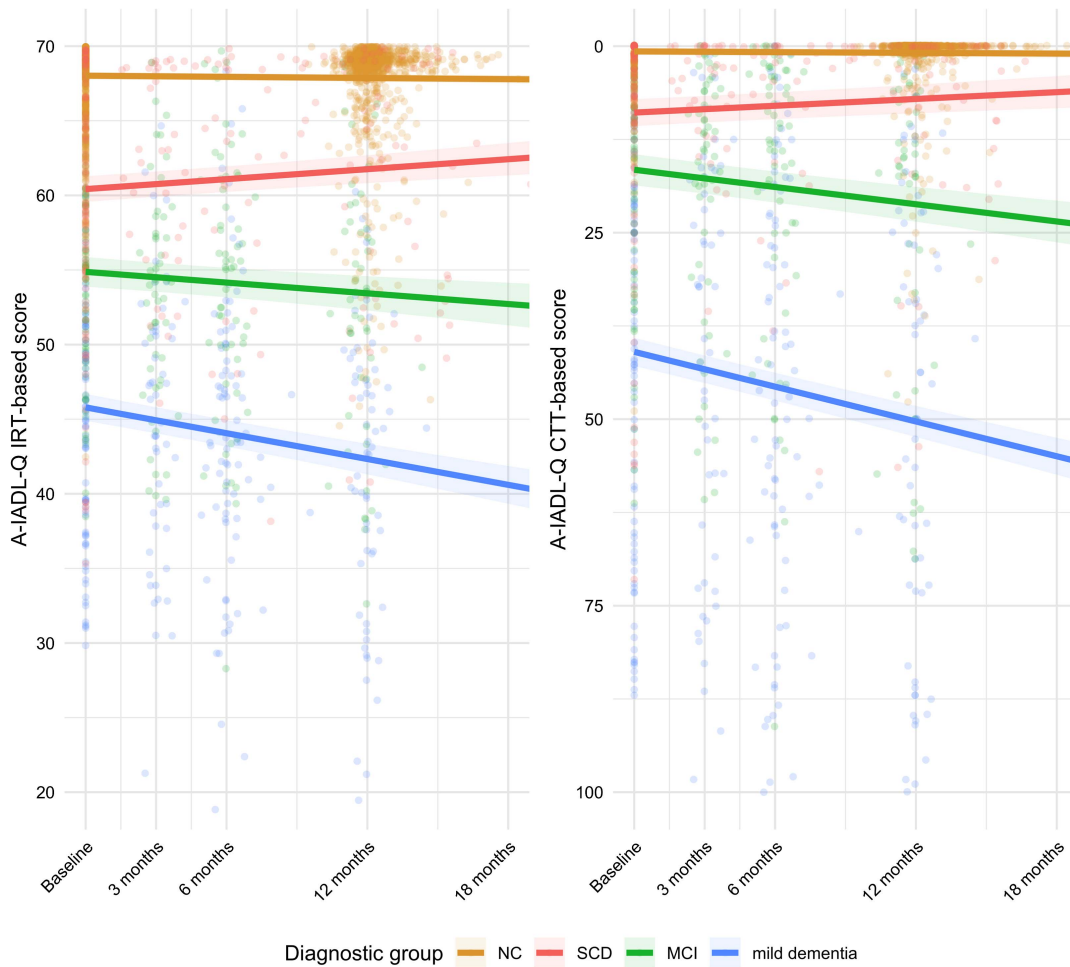 A-IADL-Q IRT-based score
70
60
50
40
30
20
Baseline
3 months
6 months
12 months
18 months
A-IADL-Q CTT-based score
0
25
50
75
100
Baseline
3 months
6 months
12 months
18 months
Diagnostic group NC SCD MCI mild dementia